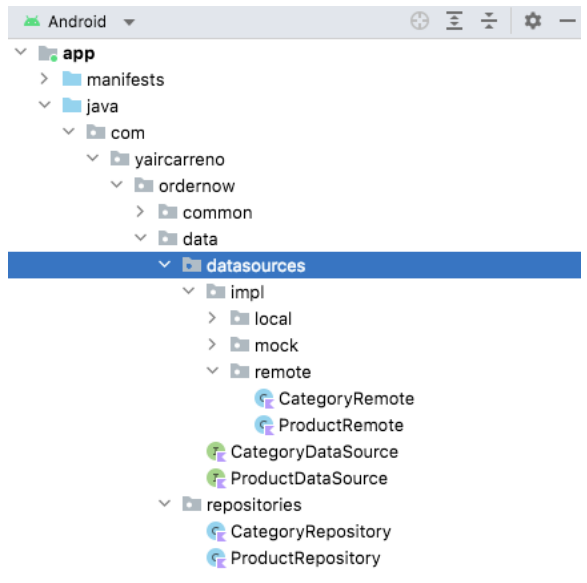 Android
app
manifests
java
com
yaircarreno
ordernow
common
data
datasources
impl
local
mock
remote
CategoryRemote
ProductRemote
CategoryDataSource
ProductDataSource
repositories
CategoryRepository
ProductRepository